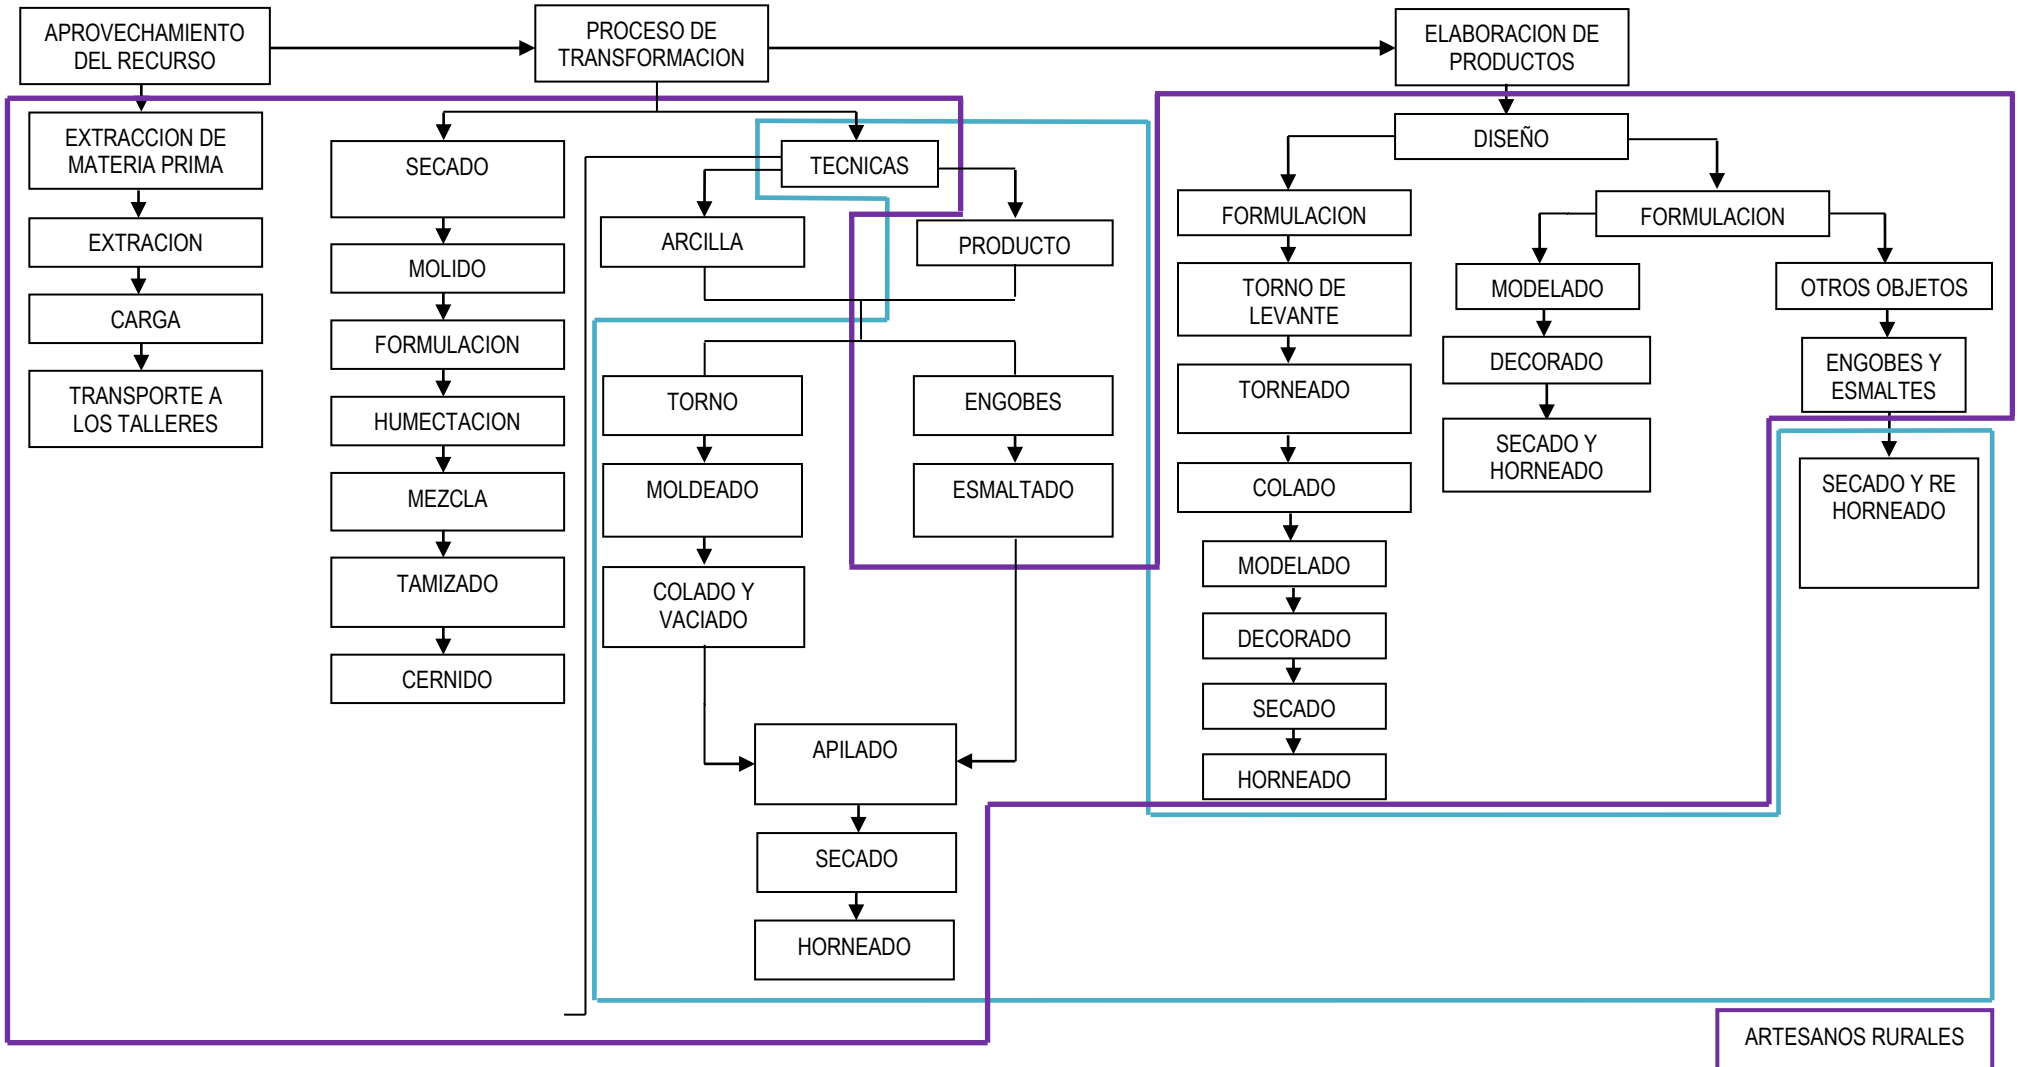 APROVECHAMIENTO
DEL RECURSO
PROCESO DE
TRANSFORMACION
ELABORACION DE
PRODUCTOS
EXTRACCION DE
MATERIA PRIMA
EXTRACION
CARGA
TRANSPORTE A
LOS TALLERES
SECADO
MOLIDO
FORMULACION
HUMECTACION
MEZCLA
TAMIZADO
CERNIDO
TECNICAS
ARCILLA
PRODUCTO
TORNO
MOLDEADO
COLADO Y
VACIADO
ENGOBES
ESMALTADO
APILADO
SECADO
HORNEADO
DISEÑO
FORMULACION
TORNO DE
LEVANTE
TORNEADO
COLADO
MODELADO
DECORADO
SECADO
HORNEADO
FORMULACION
MODELADO
DECORADO
SECADO Y
HORNEADO
OTROS OBJETOS
ENGOBES Y
ESMALTES
SECADO Y RE
HORNEADO
ARTESANOS RURALES